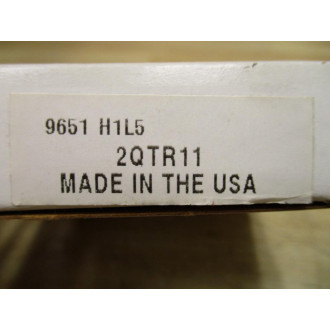 9651 H1L5
2QTR11
MADE IN THE USA